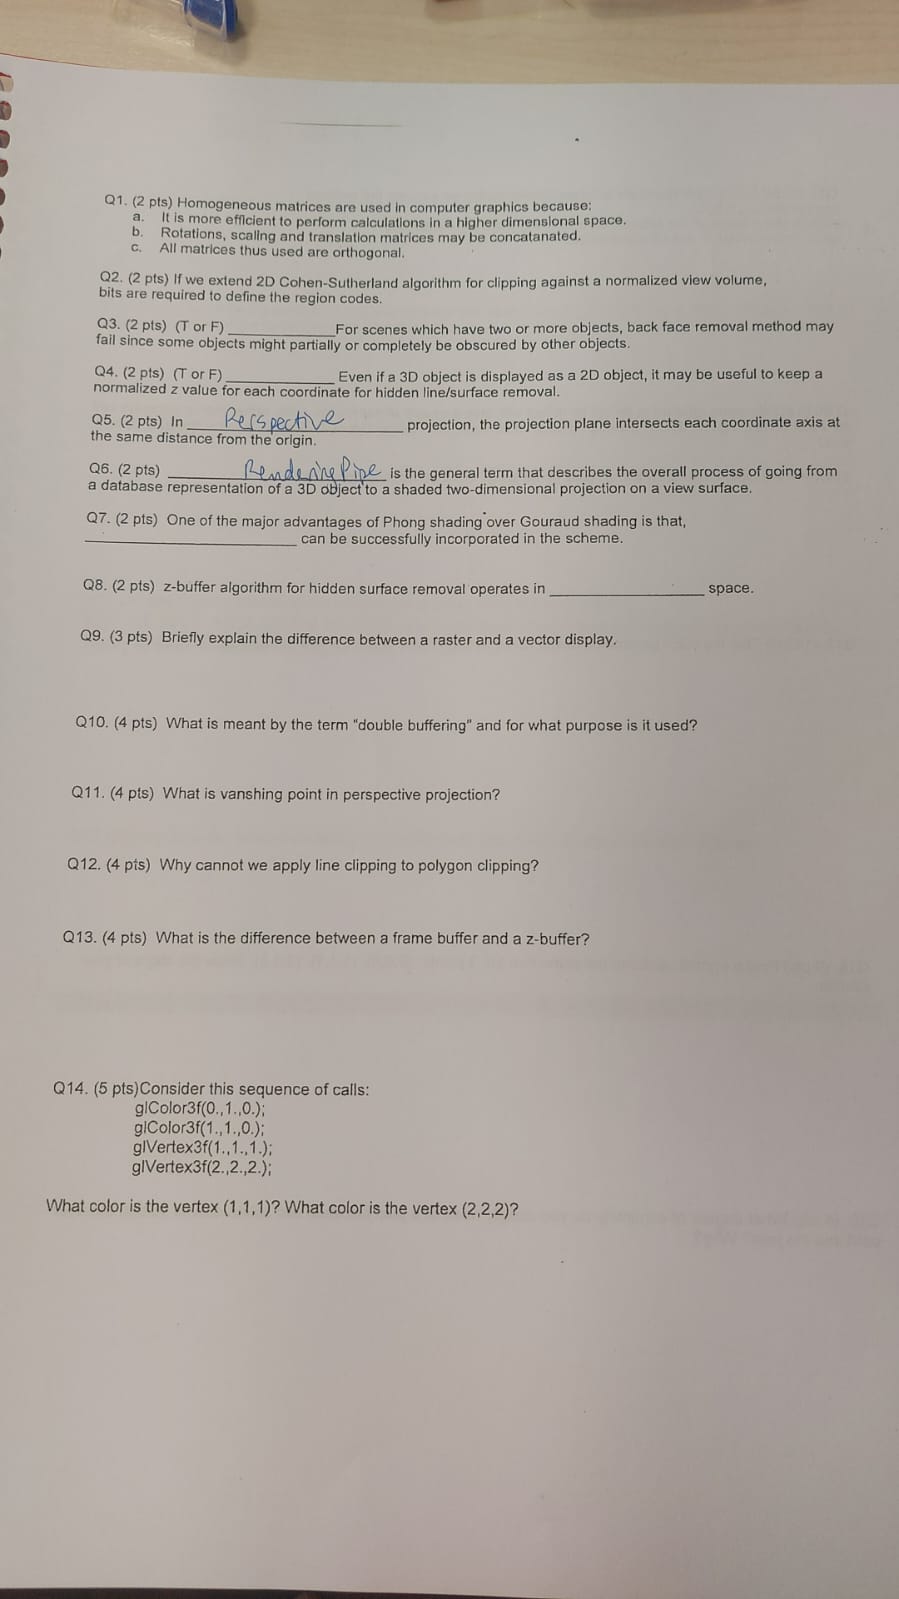 Q1. (2 pts) Homogeneous matrices are used in computer graphics because:
a. It is more efficient to perform calculations in a higher dimensional space.
b. Rotations, scaling and translation matrices may be concatanated.
c. All matrices thus used are orthogonal.
Q2. (2 pts) If we extend 2D Cohen-Sutherland algorithm for clipping against a normalized view volume,
bits are required to define the region codes.
Q3. (2 pts) (T or F) ____________For scenes which have two or more objects, back face removal method may
fail since some objects might partially or completely be obscured by other objects.
Q4. (2 pts) (T or F) ____________ Even if a 3D object is displayed as a 2D object, it may be useful to keep a
normalized z value for each coordinate for hidden line/surface removal.
Q5. (2 pts) In Perspective projection, the projection plane intersects each coordinate axis at
the same distance from the origin.
Q6. (2 pts) Rendering Pipe is the general term that describes the overall process of going from
a database representation of a 3D object to a shaded two-dimensional projection on a view surface.
Q7. (2 pts) One of the major advantages of Phong shading over Gouraud shading is that,
________________________ can be successfully incorporated in the scheme.
Q8. (2 pts) z-buffer algorithm for hidden surface removal operates in __________________ space.
Q9. (3 pts) Briefly explain the difference between a raster and a vector display.
Q10. (4 pts) What is meant by the term "double buffering" and for what purpose is it used?
Q11. (4 pts) What is vanshing point in perspective projection?
Q12. (4 pts) Why cannot we apply line clipping to polygon clipping?
Q13. (4 pts) What is the difference between a frame buffer and a z-buffer?
Q14. (5 pts)Consider this sequence of calls:
glColor3f(0.,1.,0.);
glColor3f(1.,1.,0.);
glVertex3f(1.,1.,1.);
glVertex3f(2.,2.,2.);
What color is the vertex (1,1,1)? What color is the vertex (2,2,2)?